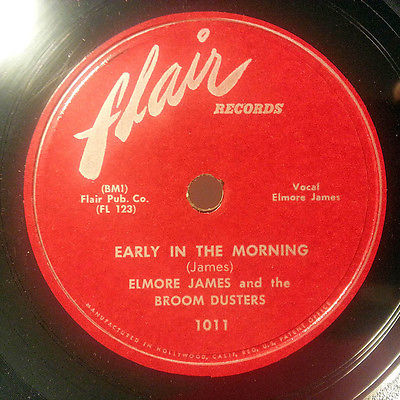 flair
RECORDS
(BMI)
Flair Pub. Co.
(FL 123)
Vocal
Elmore James
EARLY IN THE MORNING
(James)
ELMORE JAMES and the
BROOM DUSTERS
1011
MANUFACTURED IN HOLLYWOOD, CALIF., REG. U.S. PATENT OFFICE